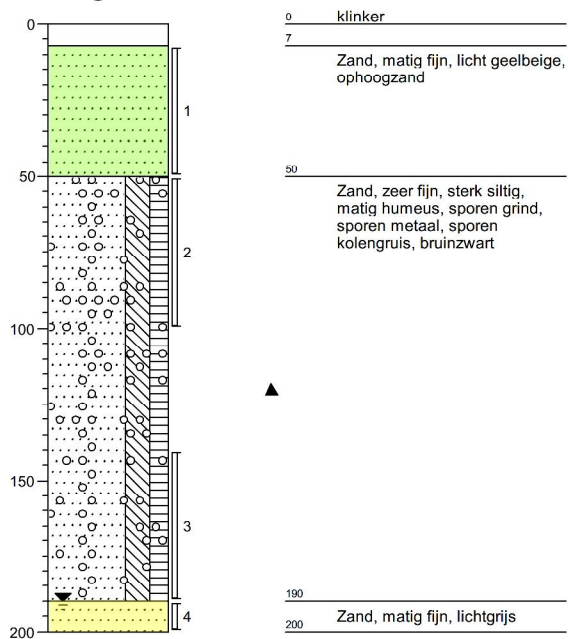 0
klinker
7
Zand, matig fijn, licht geelbeige,
ophoogzand
1
50
50
Zand, zeer fijn, sterk siltig,
matig humeus, sporen grind,
sporen metaal, sporen
kolengruis, bruinzwart
2
100
150
3
190
Zand, matig fijn, lichtgrijs
4
200
200